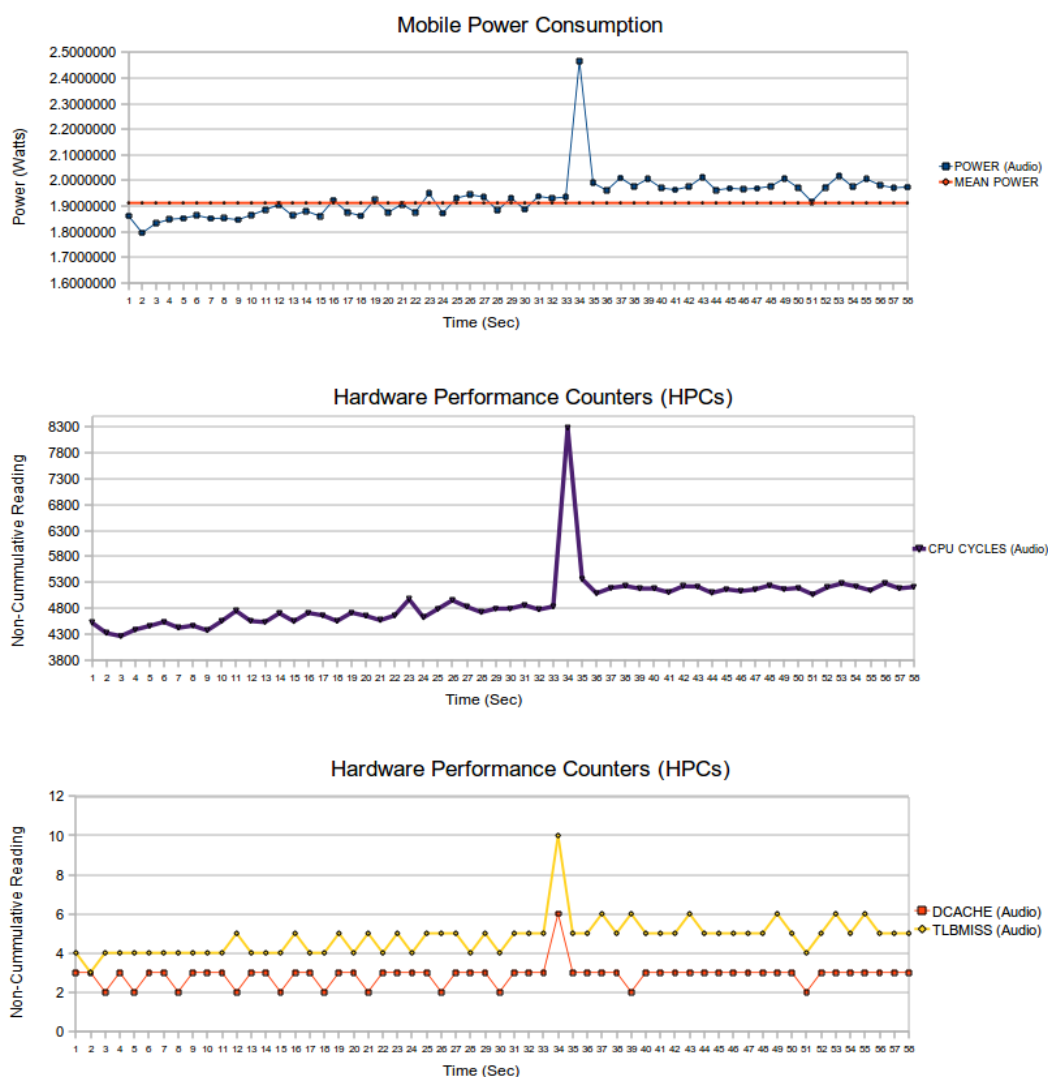 Mobile Power Consumption
2.5000000
2.4000000
2.3000000
2.2000000
2.1000000
2.0000000
1.9000000
1.8000000
1.7000000
1.6000000
Power (Watts)
1 2 3 4 5 6 7 8 9 10 11 12 13 14 15 16 17 18 19 20 21 22 23 24 25 26 27 28 29 30 31 32 33 34 35 36 37 38 39 40 41 42 43 44 45 46 47 48 49 50 51 52 53 54 55 56 57 58
Time (Sec)
POWER (Audio)
MEAN POWER
Hardware Performance Counters (HPCs)
8300
7800
7300
6800
6300
5800
5300
4800
4300
3800
Non-Cummulative Reading
1 2 3 4 5 6 7 8 9 10 11 12 13 14 15 16 17 18 19 20 21 22 23 24 25 26 27 28 29 30 31 32 33 34 35 36 37 38 39 40 41 42 43 44 45 46 47 48 49 50 51 52 53 54 55 56 57 58
Time (Sec)
CPU CYCLES (Audio)
Hardware Performance Counters (HPCs)
12
10
8
6
4
2
0
Non-Cummulative Reading
1 2 3 4 5 6 7 8 9 10 11 12 13 14 15 16 17 18 19 20 21 22 23 24 25 26 27 28 29 30 31 32 33 34 35 36 37 38 39 40 41 42 43 44 45 46 47 48 49 50 51 52 53 54 55 56 57 58
Time (Sec)
DCACHE (Audio)
TLBMISS (Audio)